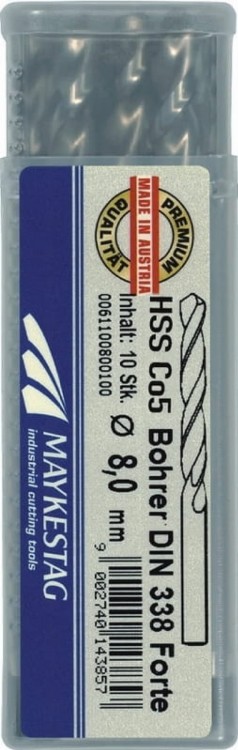 MAYKESTAG
industrial cutting tools
PREMIUM
MADE IN AUSTRIA
QUALITÄT
HSS Co5 Bohrer DIN 338 Forte
Inhalt: 10 Stk. Ø 8,0 mm
0061100800100
9 002740 143857